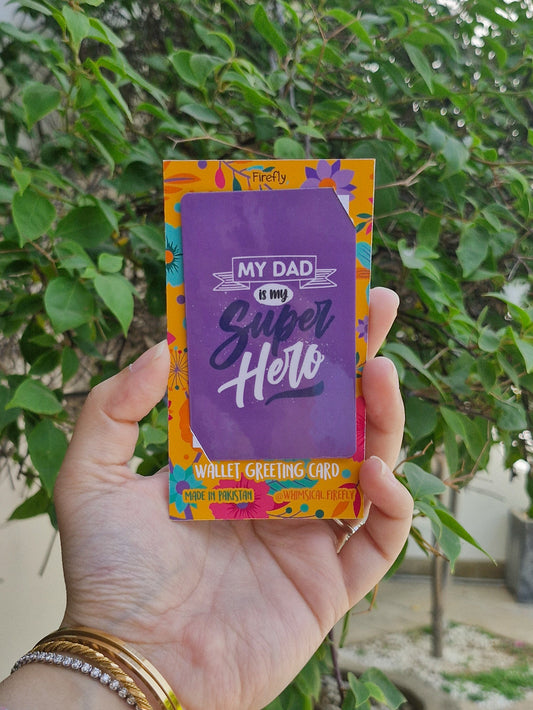 Firefly
MY DAD
is my
Super
Hero
WALLET GREETING CARD
MADE IN PAKISTAN @WHIMSICAL.FIREFLY